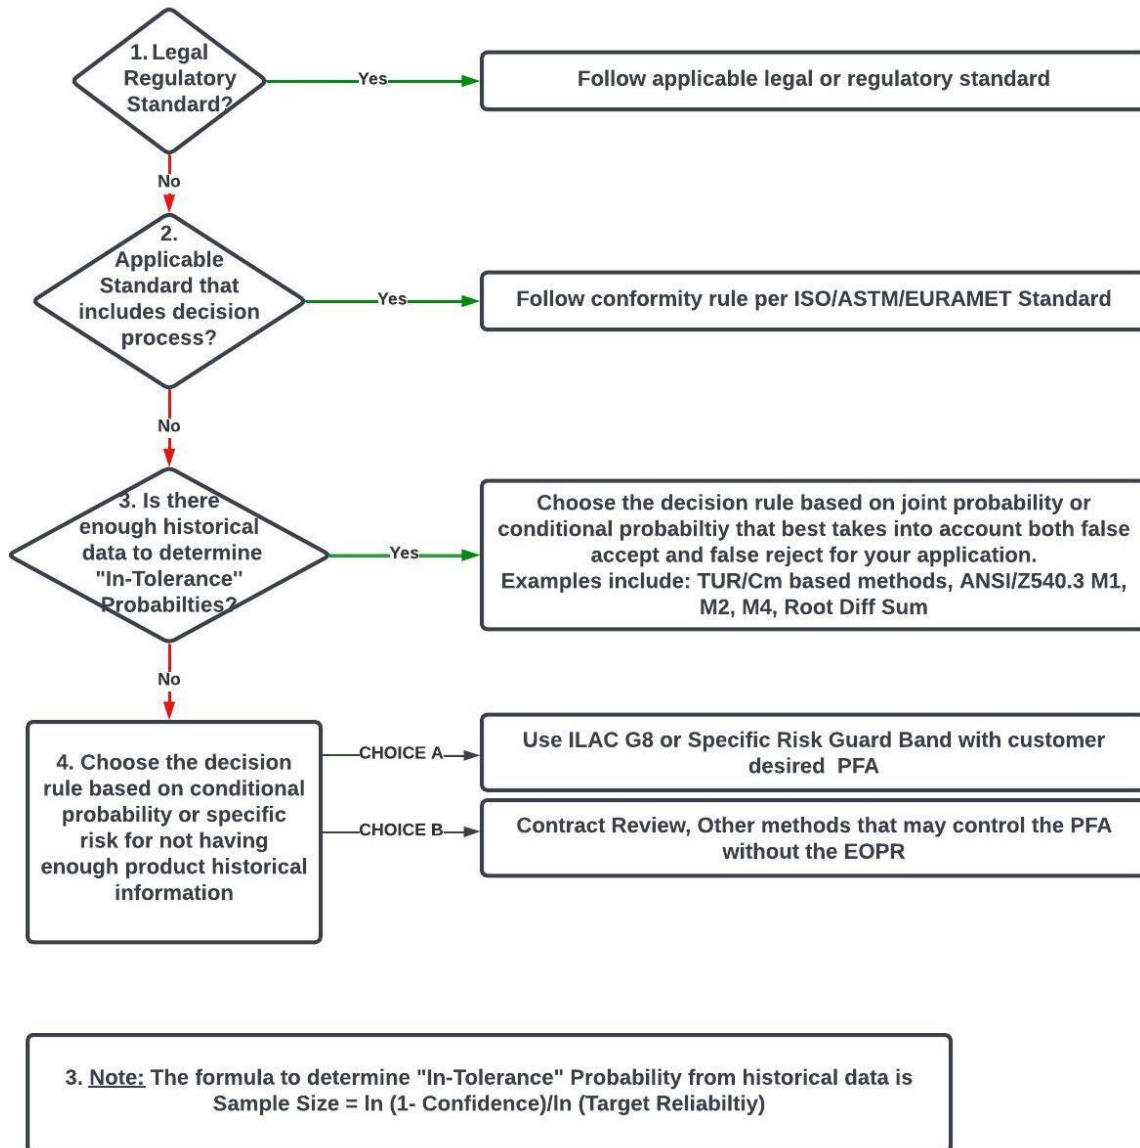 1. Legal
Regulatory
Standard?
Yes
Follow applicable legal or regulatory standard
No
2.
Applicable
Standard that
includes decision
process?
Yes
Follow conformity rule per ISO/ASTM/EURAMET Standard
No
3. Is there
enough historical
data to determine
"In-Tolerance"
Probabilties?
Yes
Choose the decision rule based on joint probability or
conditional probabiltiy that best takes into account both false
accept and false reject for your application.
Examples include: TUR/Cm based methods, ANSI/Z540.3 M1,
M2, M4, Root Diff Sum
No
4. Choose the decision
rule based on conditional
probability or specific
risk for not having
enough product historical
information
CHOICE A
Use ILAC G8 or Specific Risk Guard Band with customer
desired PFA
CHOICE B
Contract Review, Other methods that may control the PFA
without the EOPR
3. Note: The formula to determine "In-Tolerance" Probability from historical data is
Sample Size = ln (1- Confidence)/ln (Target Reliabiltiy)